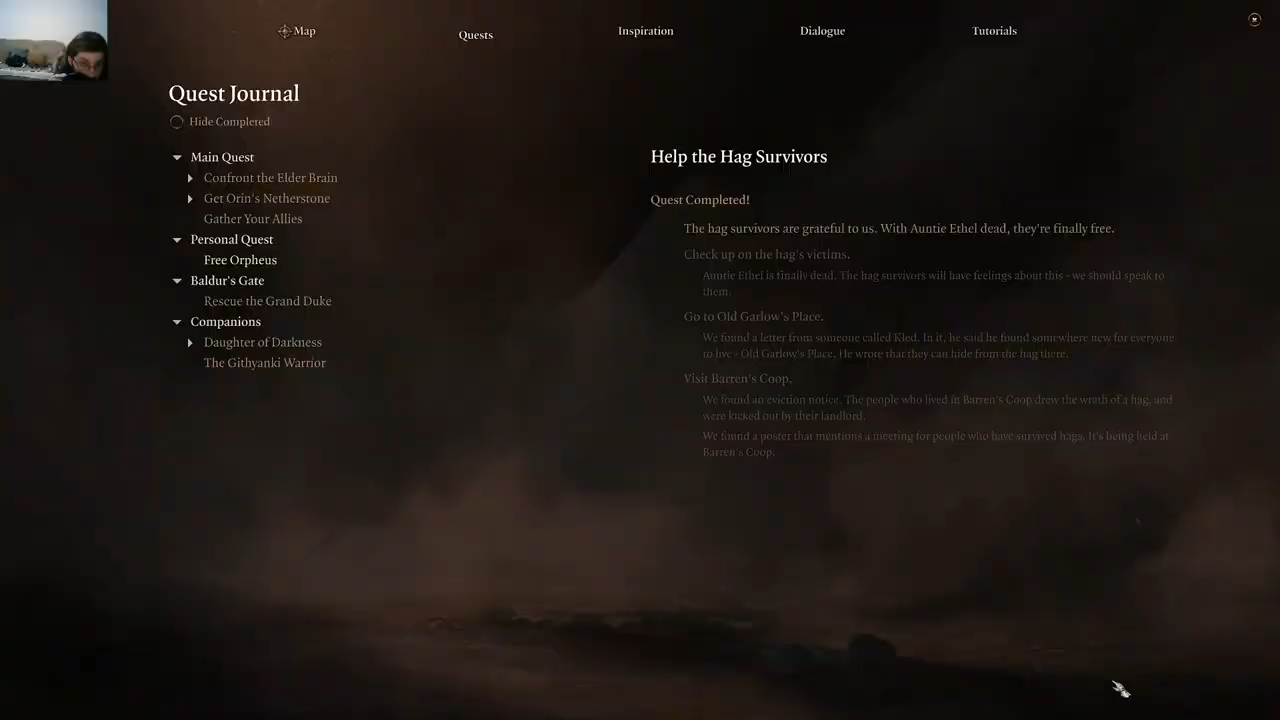 Map
Quests
Inspiration
Dialogue
Tutorials
Quest Journal
Hide Completed
Main Quest
Confront the Elder Brain
Get Orin's Netherstone
Gather Your Allies
Personal Quest
Free Orpheus
Baldur's Gate
Rescue the Grand Duke
Companions
Daughter of Darkness
The Githyanki Warrior
Help the Hag Survivors
Quest Completed!
The hag survivors are grateful to us. With Auntie Ethel dead, they're finally free.
Check up on the hag's victims.
Auntie Ethel is finally dead. The hag survivors will have feelings about this - we should speak to
them.
Go to Old Garlow's Place.
We found a letter from someone called Kled. In it, he said he found somewhere new for everyone
to live - Old Garlow's Place. He wrote that they can hide from the hag there.
Visit Barren's Coop.
We found an eviction notice. The people who lived in Barren's Coop drew the wrath of a hag, and
were kicked out by their landlord.
We found a poster that mentions a meeting for people who have survived hags. It's being held at
Barren's Coop.